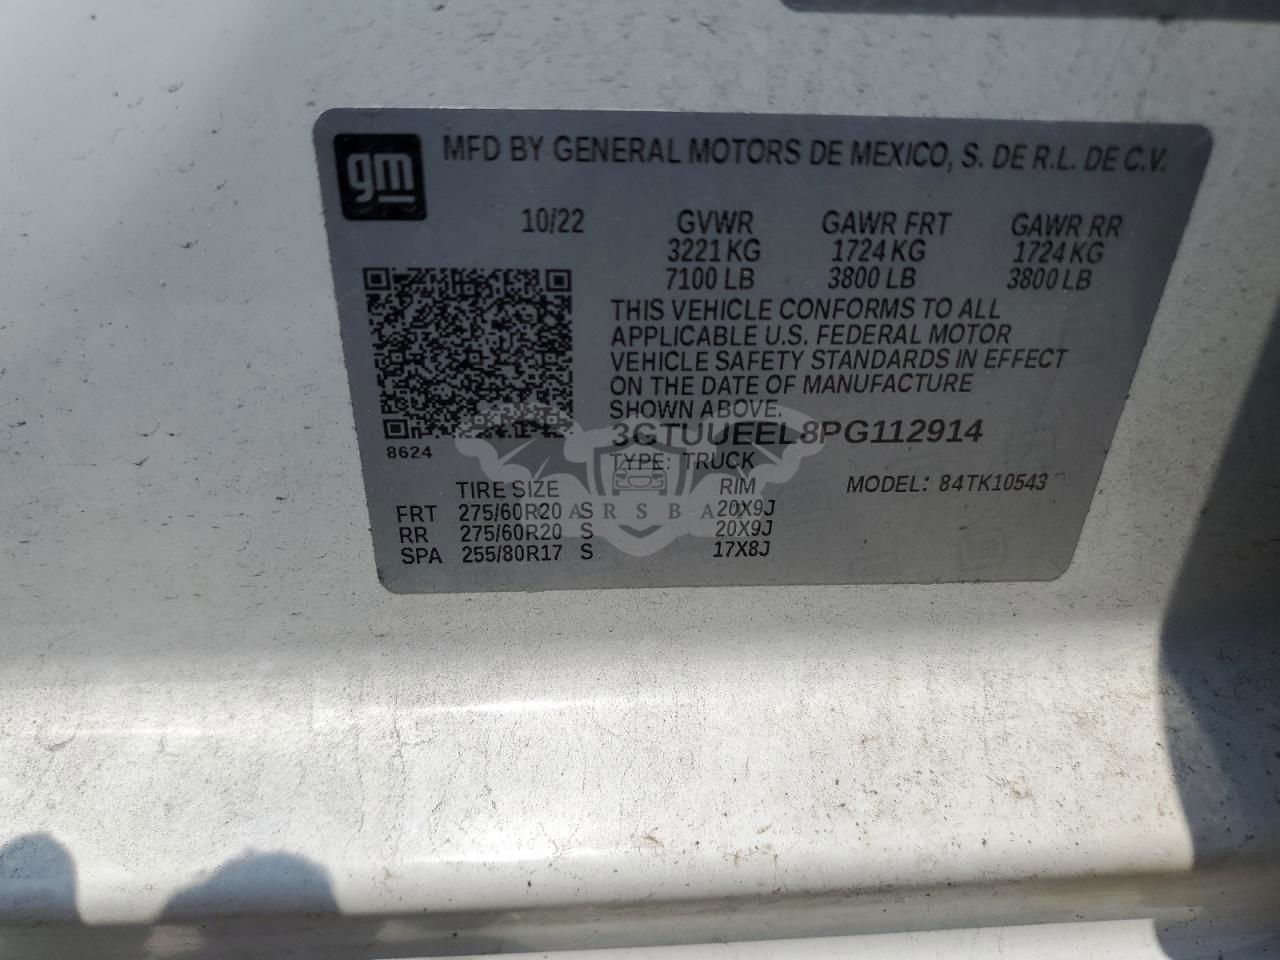 gm
MFD BY GENERAL MOTORS DE MEXICO, S. DE R.L. DE C.V.
10/22 GVWR GAWR FRT GAWR RR
3221 KG 1724 KG 1724 KG
7100 LB 3800 LB 3800 LB
THIS VEHICLE CONFORMS TO ALL
APPLICABLE U.S. FEDERAL MOTOR
VEHICLE SAFETY STANDARDS IN EFFECT
ON THE DATE OF MANUFACTURE
SHOWN ABOVE.
3GTUUEEL8PG112914
8624
TYPE: TRUCK
TIRE SIZE RIM MODEL: 84TK10543
FRT 275/60R20 S 20X9J
RR 275/60R20 S 20X9J
SPA 255/80R17 S 17X8J